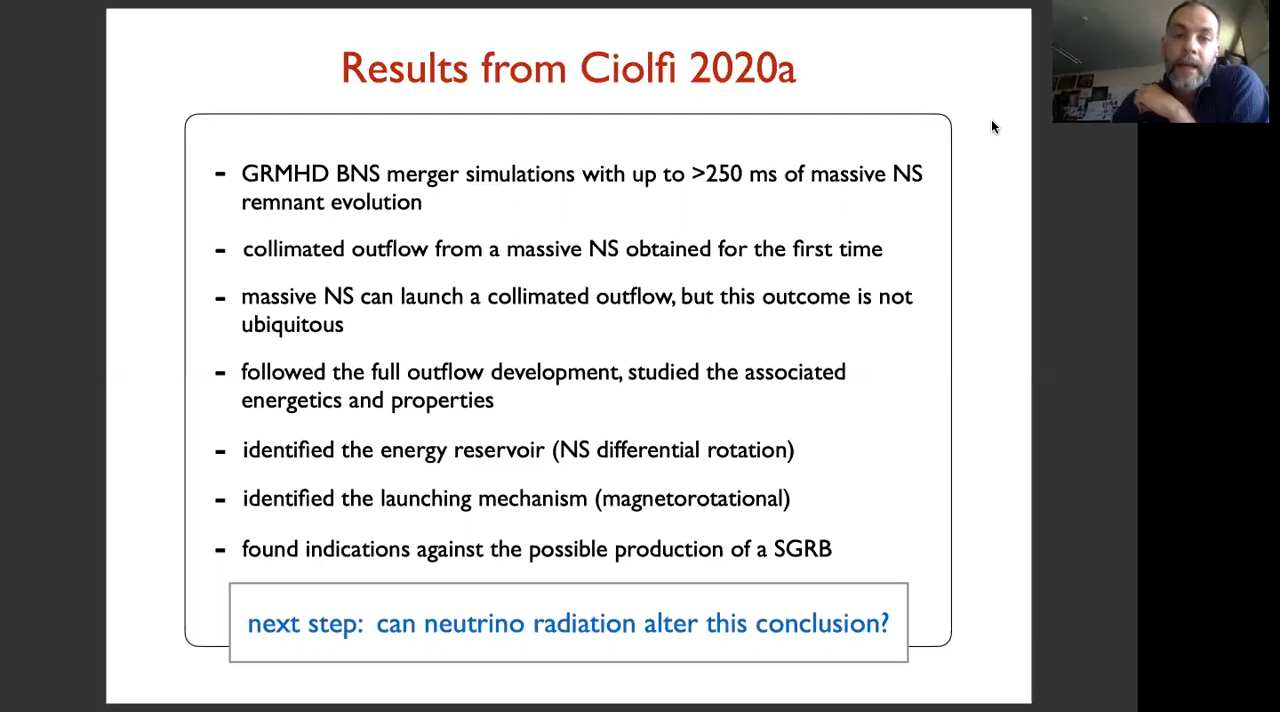 Results from Ciolfi 2020a
- GRMHD BNS merger simulations with up to >250 ms of massive NS
remnant evolution
- collimated outflow from a massive NS obtained for the first time
- massive NS can launch a collimated outflow, but this outcome is not
ubiquitous
- followed the full outflow development, studied the associated
energetics and properties
- identified the energy reservoir (NS differential rotation)
- identified the launching mechanism (magnetorotational)
- found indications against the possible production of a SGRB
next step: can neutrino radiation alter this conclusion?